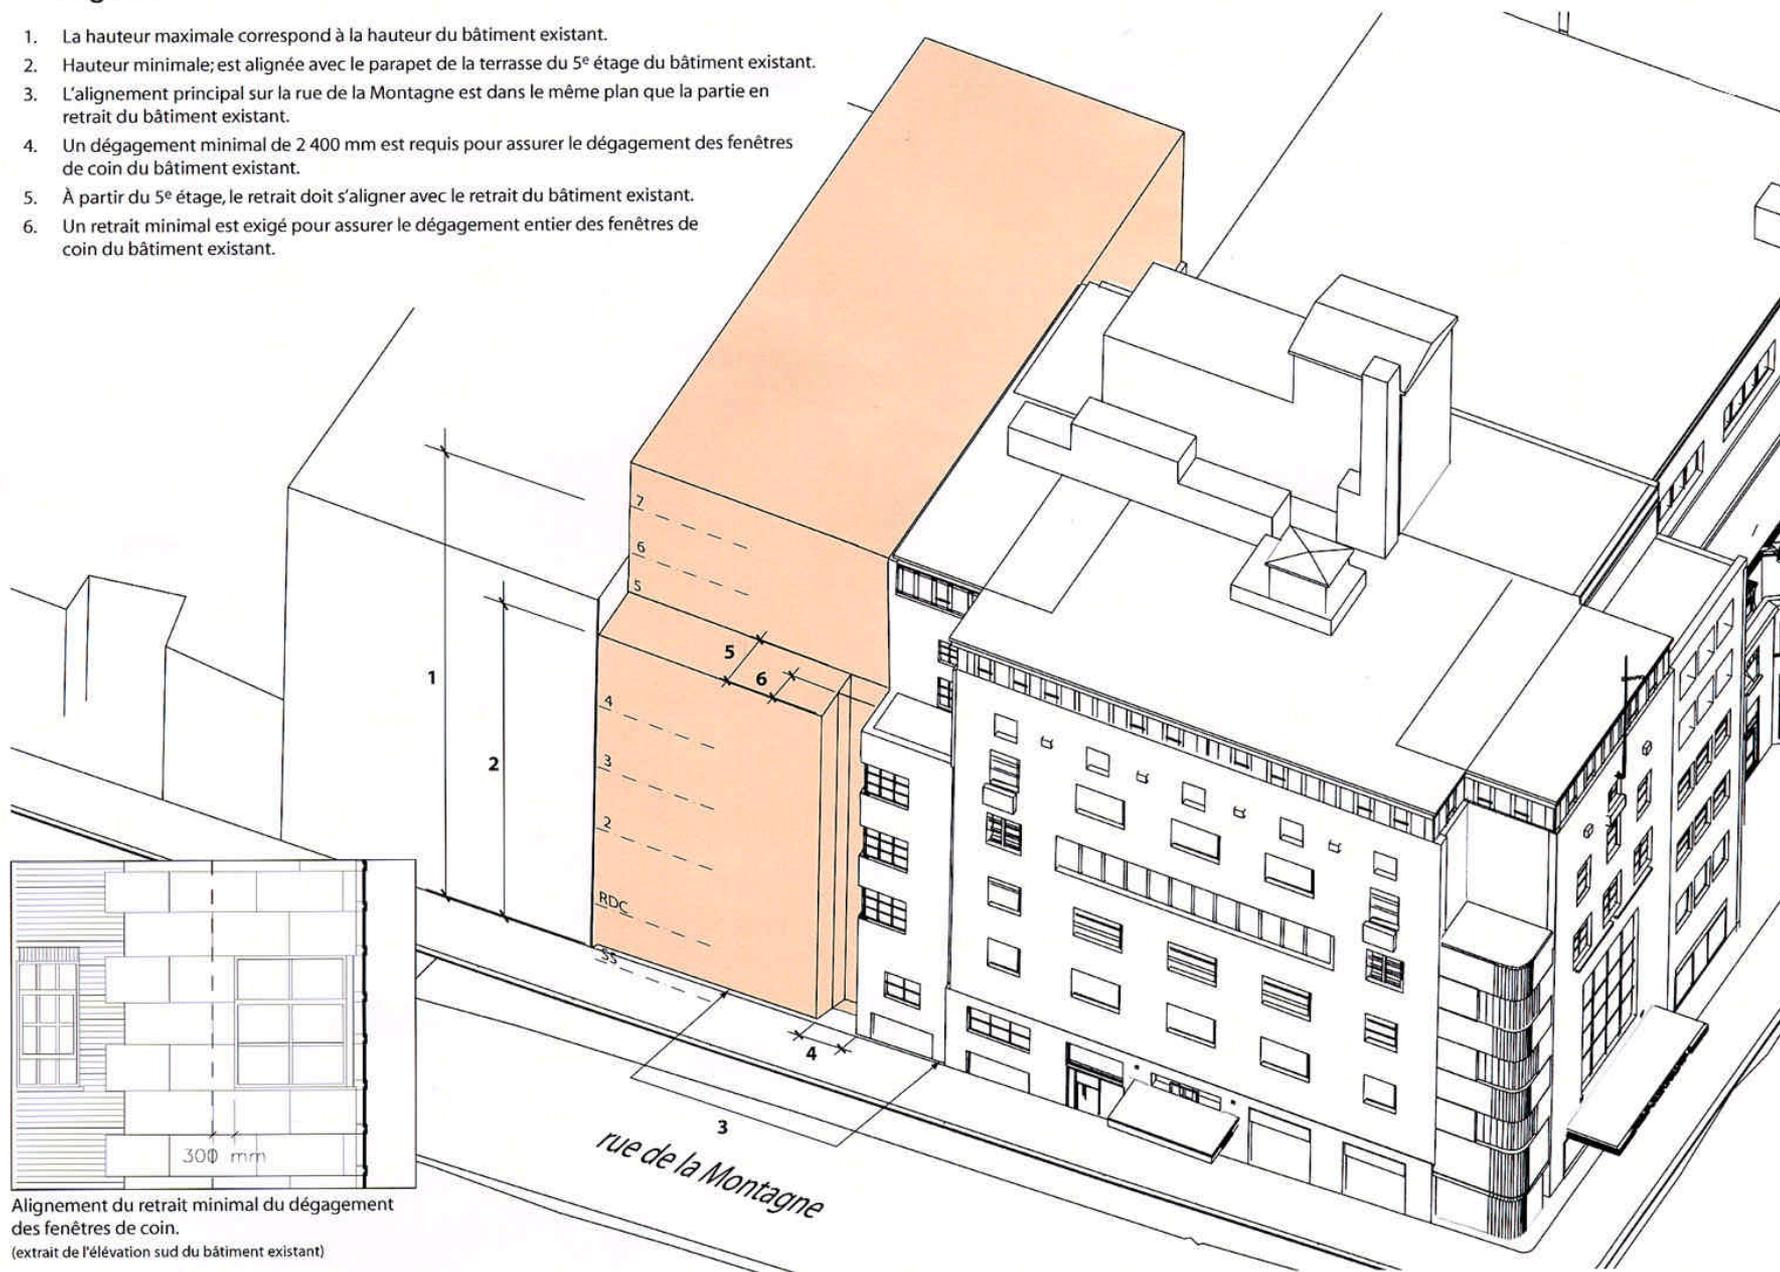 1. La hauteur maximale correspond à la hauteur du bâtiment existant.
2. Hauteur minimale; est alignée avec le parapet de la terrasse du 5e étage du bâtiment existant.
3. L'alignement principal sur la rue de la Montagne est dans le même plan que la partie en
retrait du bâtiment existant.
4. Un dégagement minimal de 2 400 mm est requis pour assurer le dégagement des fenêtres
de coin du bâtiment existant.
5. À partir du 5e étage, le retrait doit s'aligner avec le retrait du bâtiment existant.
6. Un retrait minimal est exigé pour assurer le dégagement entier des fenêtres de
coin du bâtiment existant.
7
6
5
5
6
1
4
3
2
2
RDC
SS
4
3
rue de la Montagne
300 mm
Alignement du retrait minimal du dégagement
des fenêtres de coin.
(extrait de l'élévation sud du bâtiment existant)